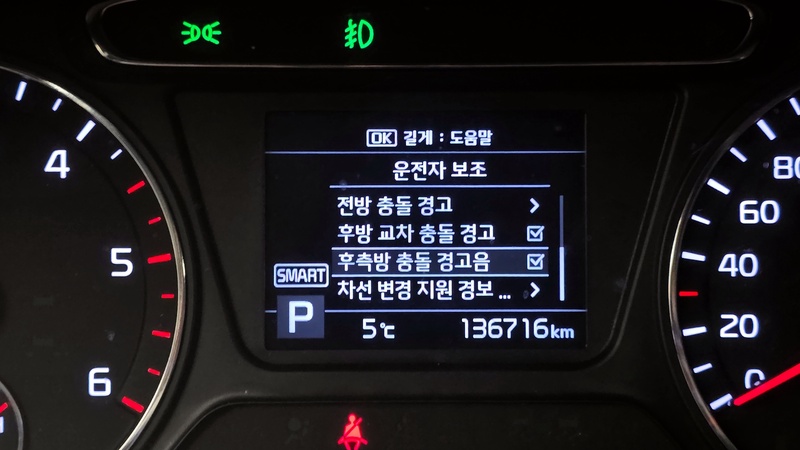 OK 길게 : 도움말
운전자 보조
전방 충돌 경고
후방 교차 충돌 경고
후측방 충돌 경고음
차선 변경 지원 경보 ...
SMART
P
5℃
136716 km
4
5
6
80
60
40
20
0